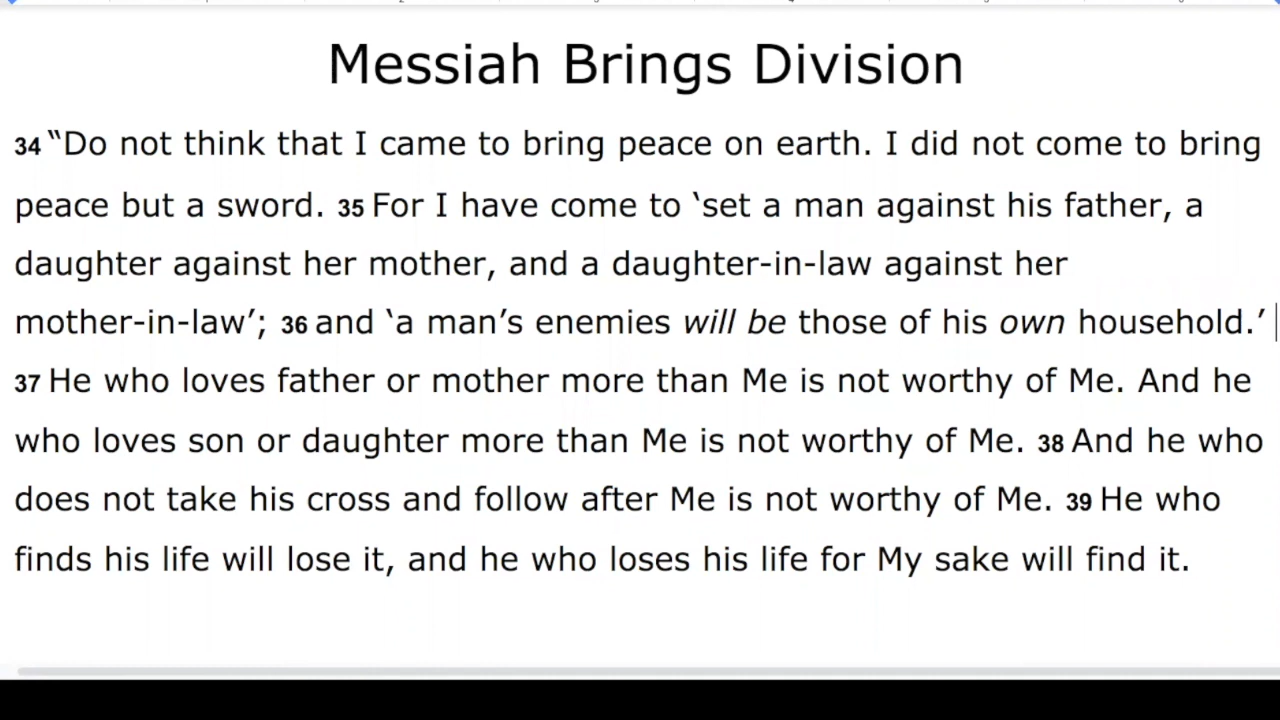 Messiah Brings Division
34 “Do not think that I came to bring peace on earth. I did not come to bring
peace but a sword. 35 For I have come to ‘set a man against his father, a
daughter against her mother, and a daughter-in-law against her
mother-in-law’; 36 and ‘a man’s enemies will be those of his own household.’
37 He who loves father or mother more than Me is not worthy of Me. And he
who loves son or daughter more than Me is not worthy of Me. 38 And he who
does not take his cross and follow after Me is not worthy of Me. 39 He who
finds his life will lose it, and he who loses his life for My sake will find it.